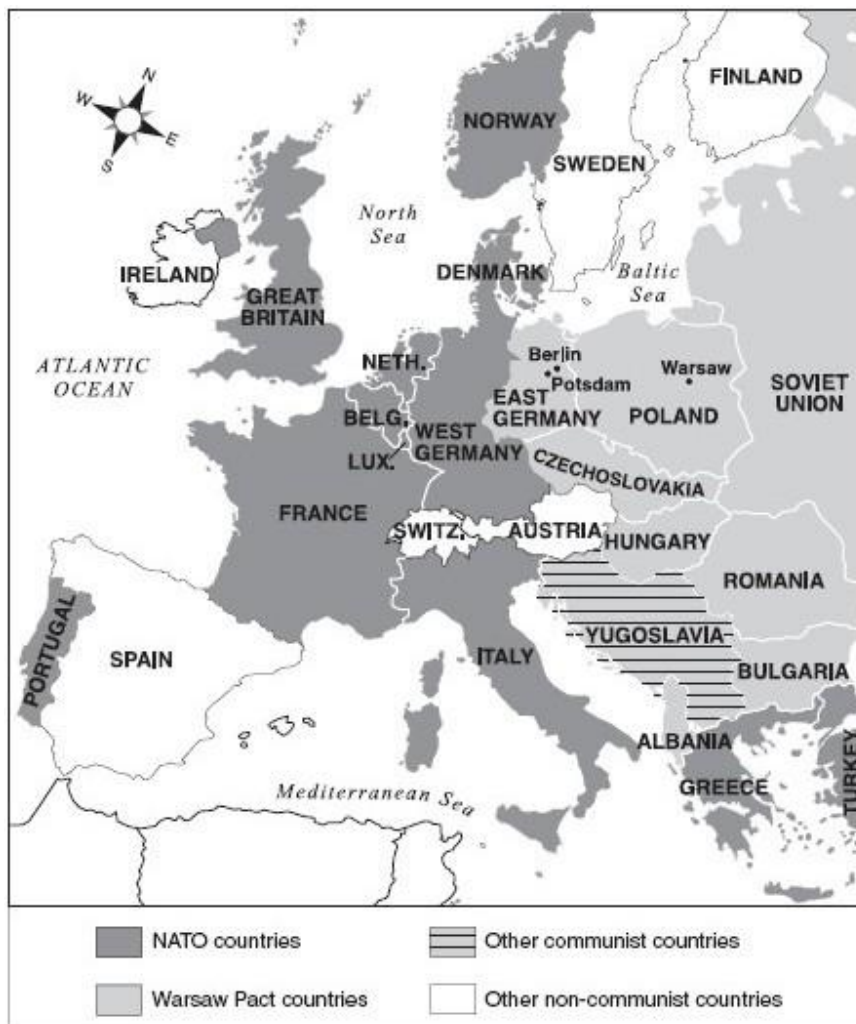 N
W
E
S
FINLAND
NORWAY
SWEDEN
North
Sea
IRELAND
DENMARK
Baltic
Sea
GREAT
BRITAIN
ATLANTIC
OCEAN
NETH.
Berlin
Potsdam
Warsaw
EAST
GERMANY
POLAND
SOVIET
UNION
BELG.
WEST
GERMANY
LUX.
CZECHOSLOVAKIA
FRANCE
SWITZ.
AUSTRIA
HUNGARY
ROMANIA
PORTUGAL
SPAIN
ITALY
YUGOSLAVIA
BULGARIA
ALBANIA
GREECE
TURKEY
Mediterranean Sea
NATO countries
Other communist countries
Warsaw Pact countries
Other non-communist countries